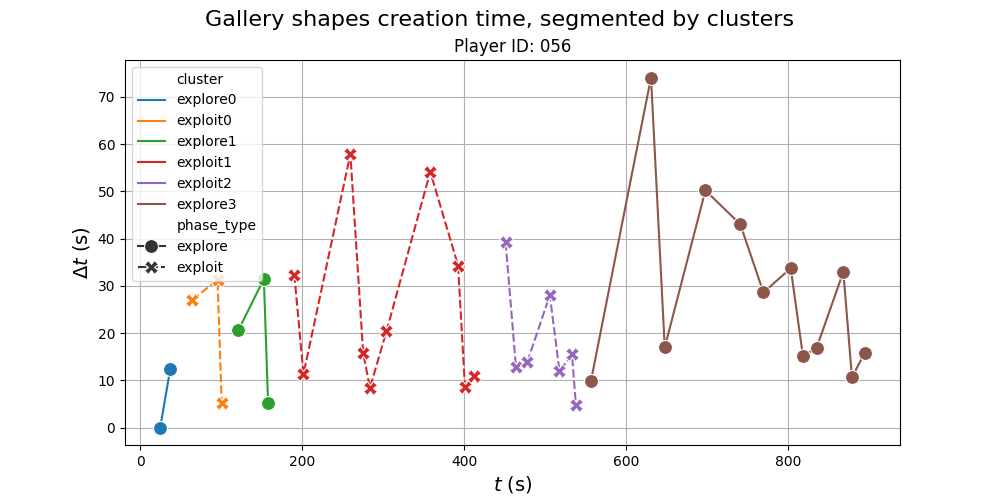 Gallery shapes creation time, segmented by clusters
Player ID: 056
cluster
explore0
exploit0
explore1
exploit1
exploit2
explore3
phase_type
explore
exploit
Δt (s)
70
60
50
40
30
20
10
0
0 200 400 600 800
t (s)